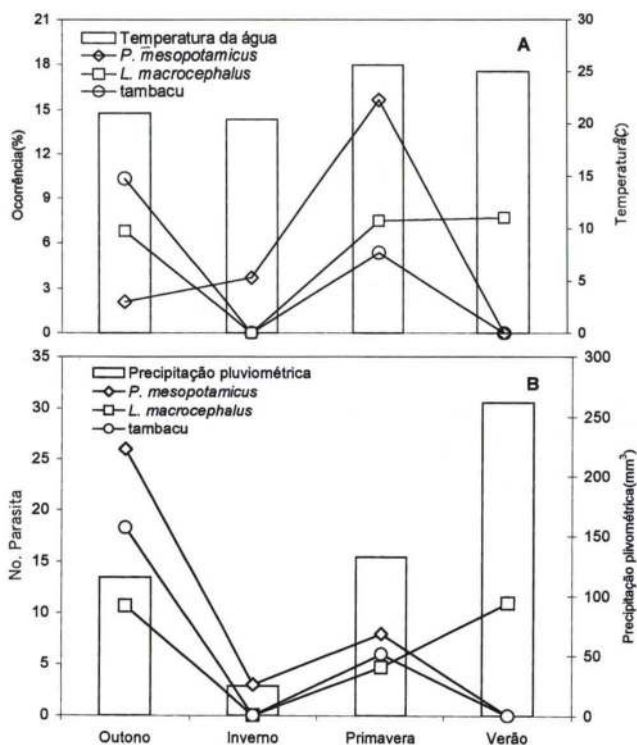 21
18
15
12
9
6
3
0
Ocorrência(%)
Temperatura da água
P. mesopotamicus
L. macrocephalus
tambacu
A
30
25
20
15
10
5
0
Temperatura(C)
35
30
25
20
15
10
5
0
No. Parasita
Precipitação pluviométrica
P. mesopotamicus
L. macrocephalus
tambacu
B
300
250
200
150
100
50
0
Precipitação plivométrica(mm³)
Outono
Inverno
Primavera
Verão